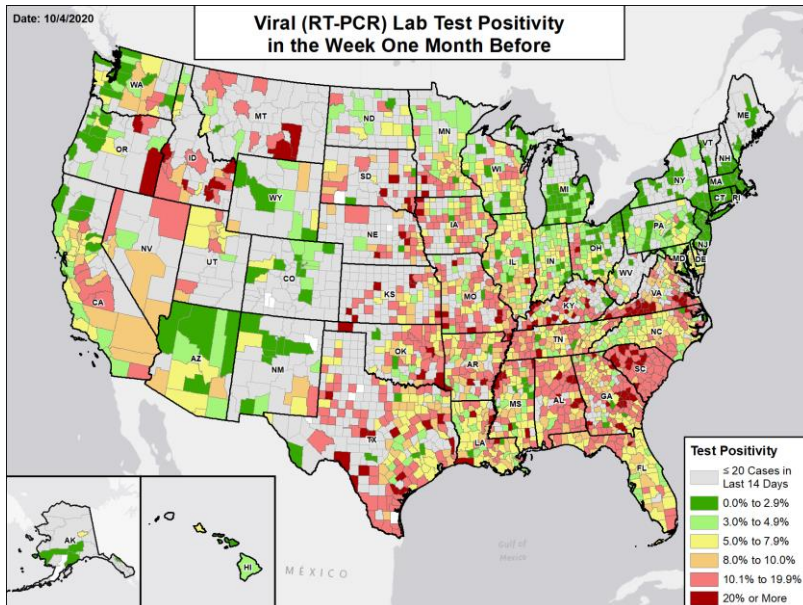 Date: 10/4/2020
Viral (RT-PCR) Lab Test Positivity
in the Week One Month Before
WA
MT
ND
MN
ME
OR
ID
SD
WI
MI
VT
NH
NY
MA
CT
RI
WY
NE
IA
PA
NJ
NV
UT
CO
IL
IN
OH
MD
DE
WV
VA
CA
KS
MO
KY
AZ
NM
OK
AR
TN
NC
SC
TX
LA
MS
AL
GA
FL
AK
HI
MÉXICO
Gulf of
Mexico
Test Positivity
≤ 20 Cases in
Last 14 Days
0.0% to 2.9%
3.0% to 4.9%
5.0% to 7.9%
8.0% to 10.0%
10.1% to 19.9%
20% or More